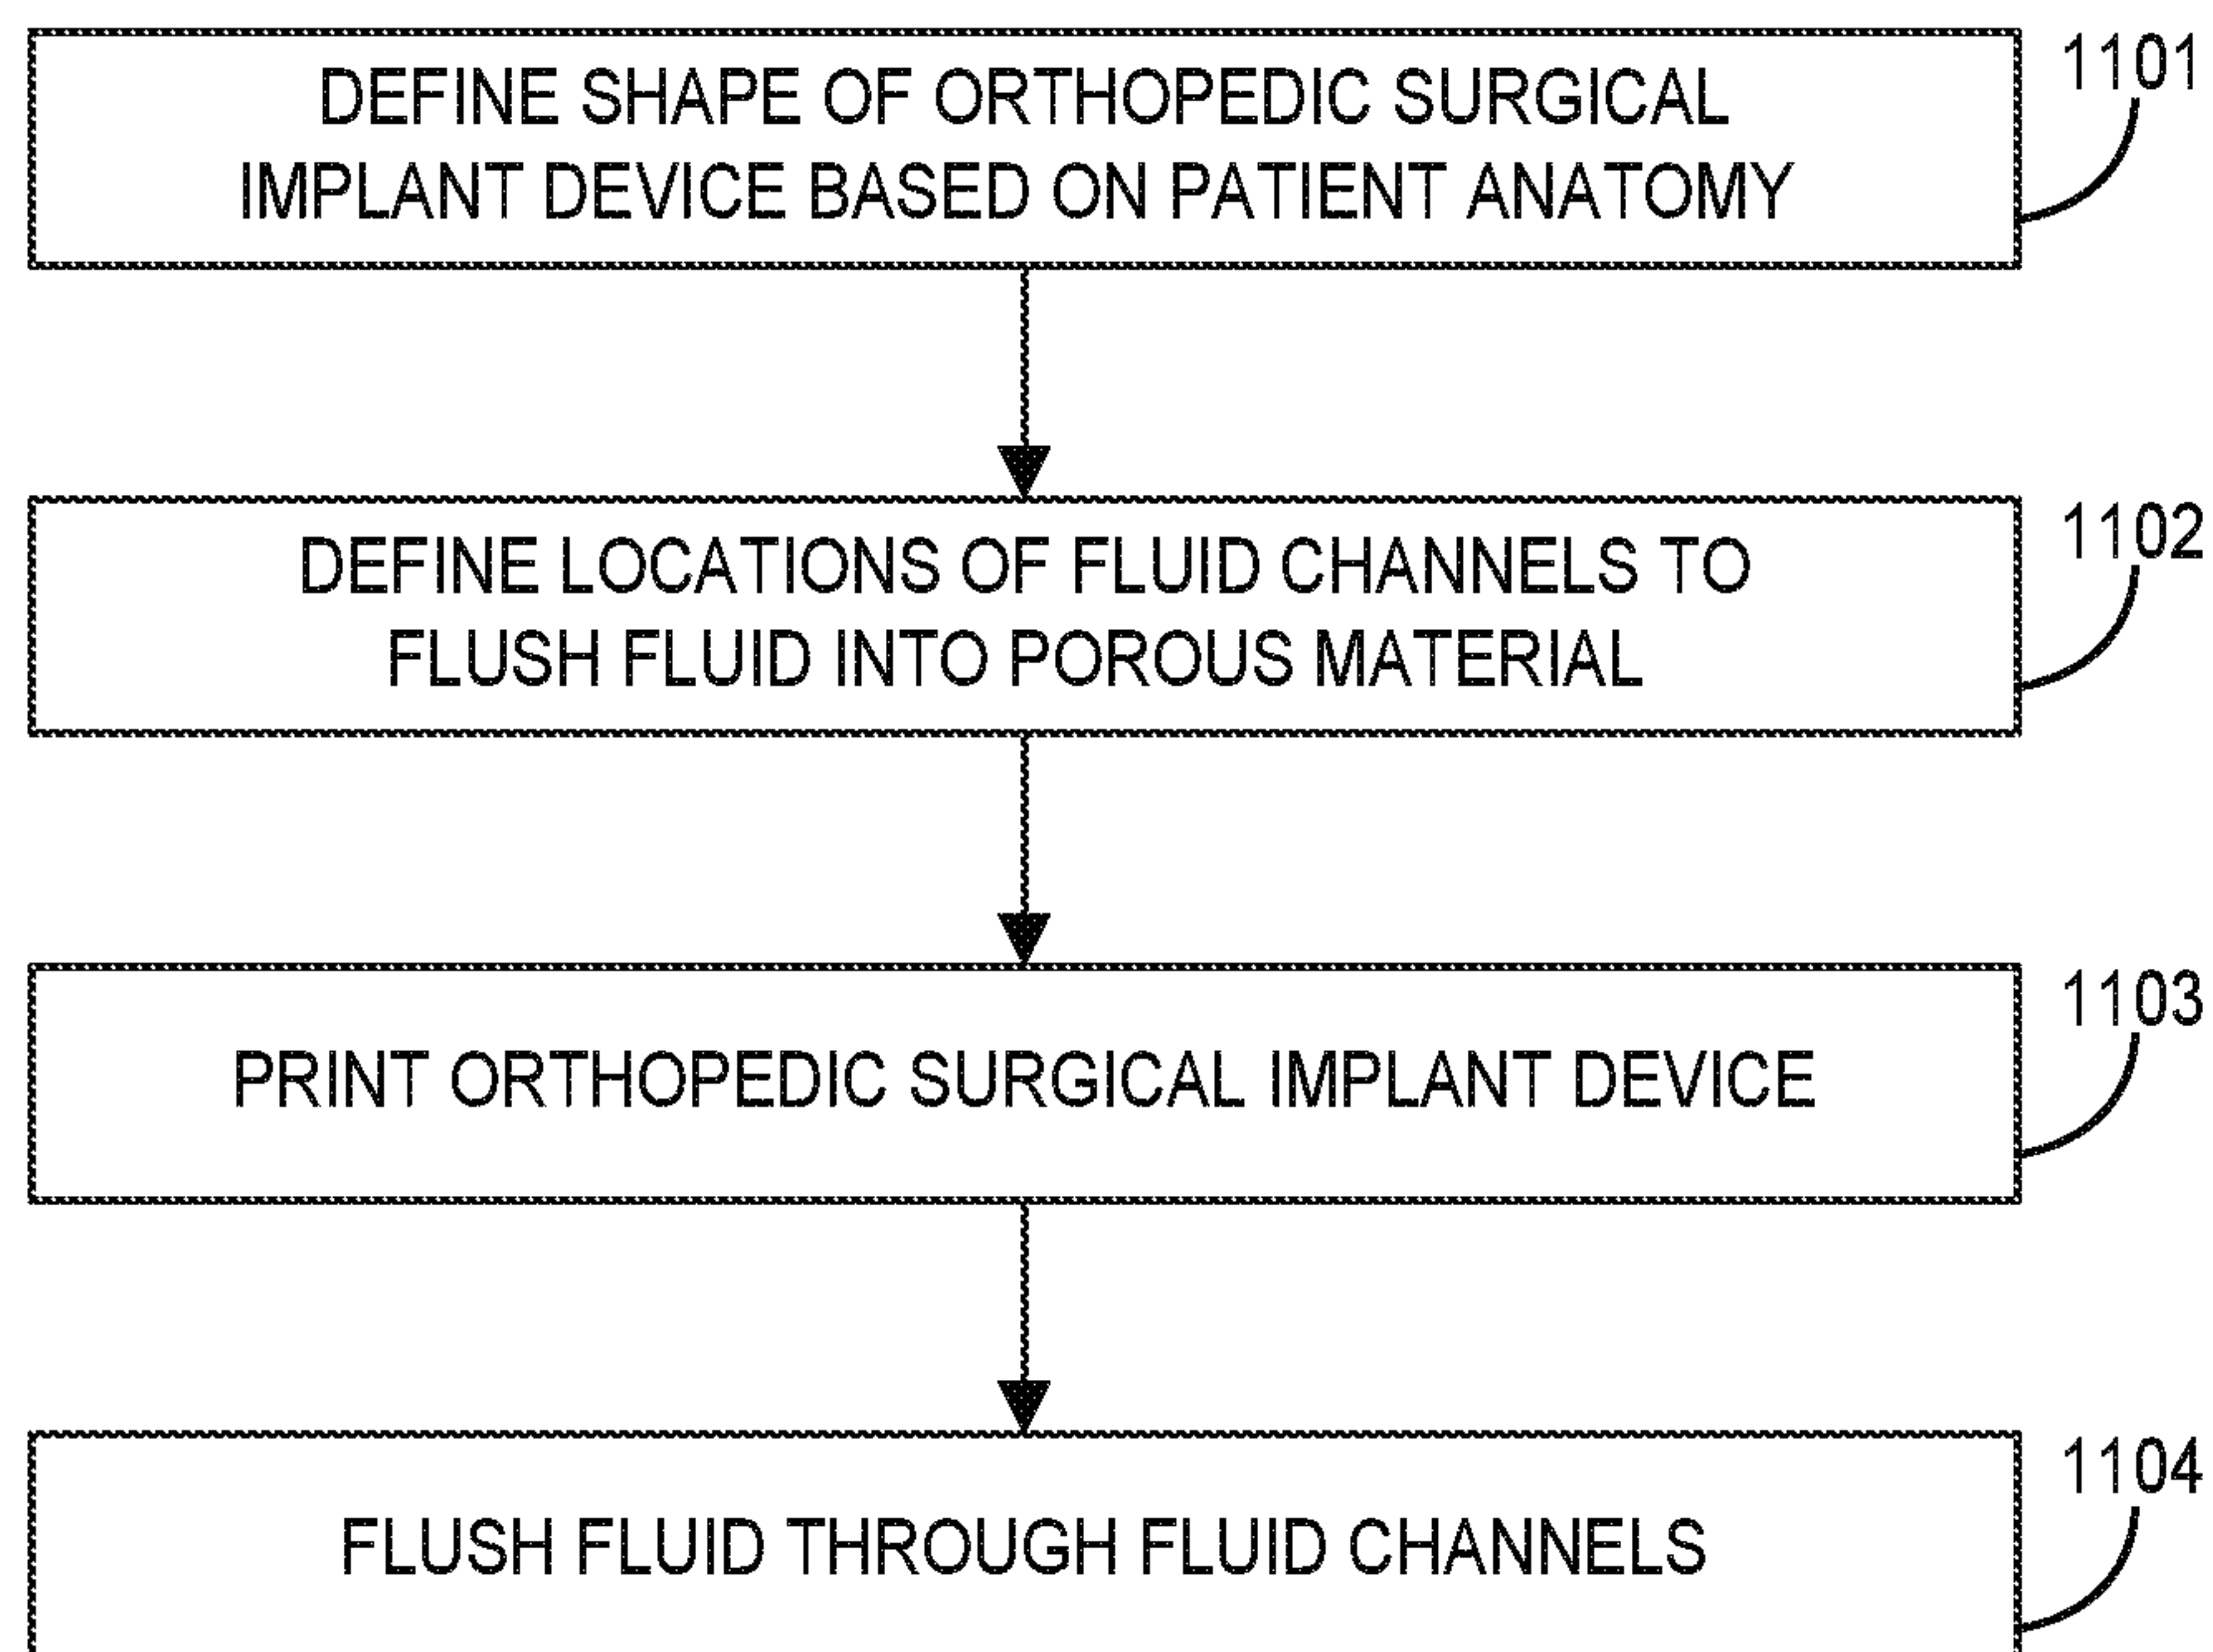 1101
DEFINE SHAPE OF ORTHOPEDIC SURGICAL
IMPLANT DEVICE BASED ON PATIENT ANATOMY
1102
DEFINE LOCATIONS OF FLUID CHANNELS TO
FLUSH FLUID INTO POROUS MATERIAL
1103
PRINT ORTHOPEDIC SURGICAL IMPLANT DEVICE
1104
FLUSH FLUID THROUGH FLUID CHANNELS